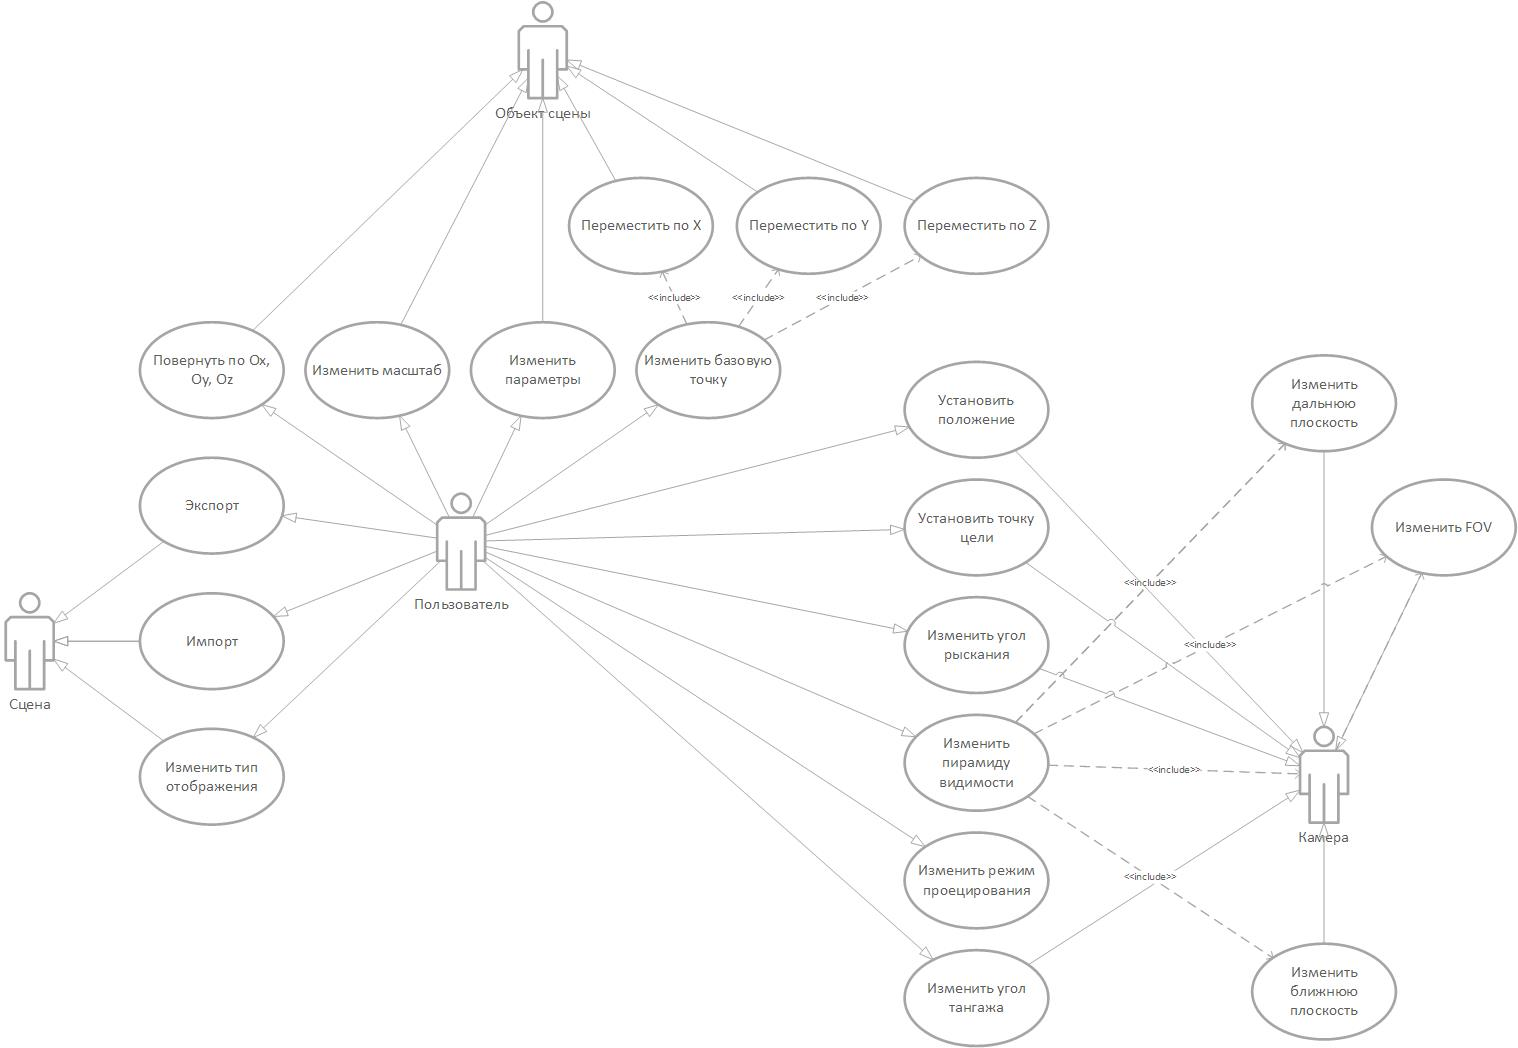 Объект сцены
Переместить по X
Переместить по Y
Переместить по Z
<<include>>
<<include>>
<<include>>
Повернуть по Ox,
Oy, Oz
Изменить масштаб
Изменить
параметры
Изменить базовую
точку
Установить
положение
Изменить
дальнюю
плоскость
Экспорт
Установить точку
цели
Изменить FOV
<<include>>
Пользователь
Импорт
Изменить угол
рыскания
<<include>>
Сцена
Изменить тип
отображения
Изменить
пирамиду
видимости
<<include>>
Камера
Изменить режим
проецирования
<<include>>
Изменить угол
тангажа
Изменить
ближнюю
плоскость